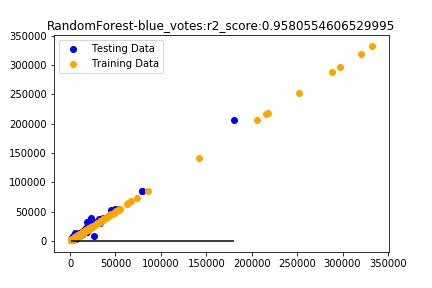 RandomForest-blue_votes:r2_score:0.9580554606529995
350000
300000
250000
200000
150000
100000
50000
0
Testing Data
Training Data
0 50000 100000 150000 200000 250000 300000 350000